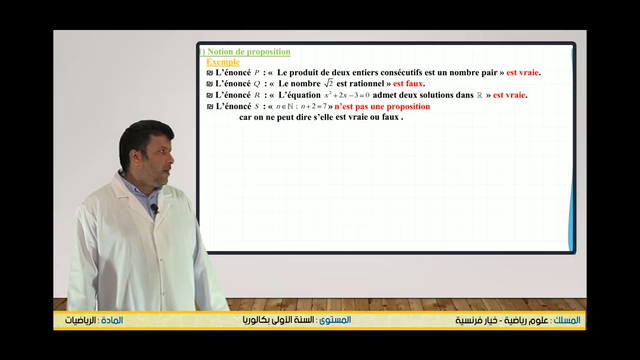 1) Notion de proposition
Exemple
L'énoncé P : « Le produit de deux entiers consécutifs est un nombre pair » est vraie.
L'énoncé Q : « Le nombre √2 est rationnel » est faux.
L'énoncé R : « L'équation x²+2x−3=0 admet deux solutions dans ℝ » est vraie.
L'énoncé S : « n∈ℕ ; n+2=7 » n'est pas une proposition
car on ne peut dire s'elle est vraie ou faux .
المسلك : علوم رياضية - خيار فرنسية المستوى : السنة الأولى بكالوريا المادة : الرياضيات